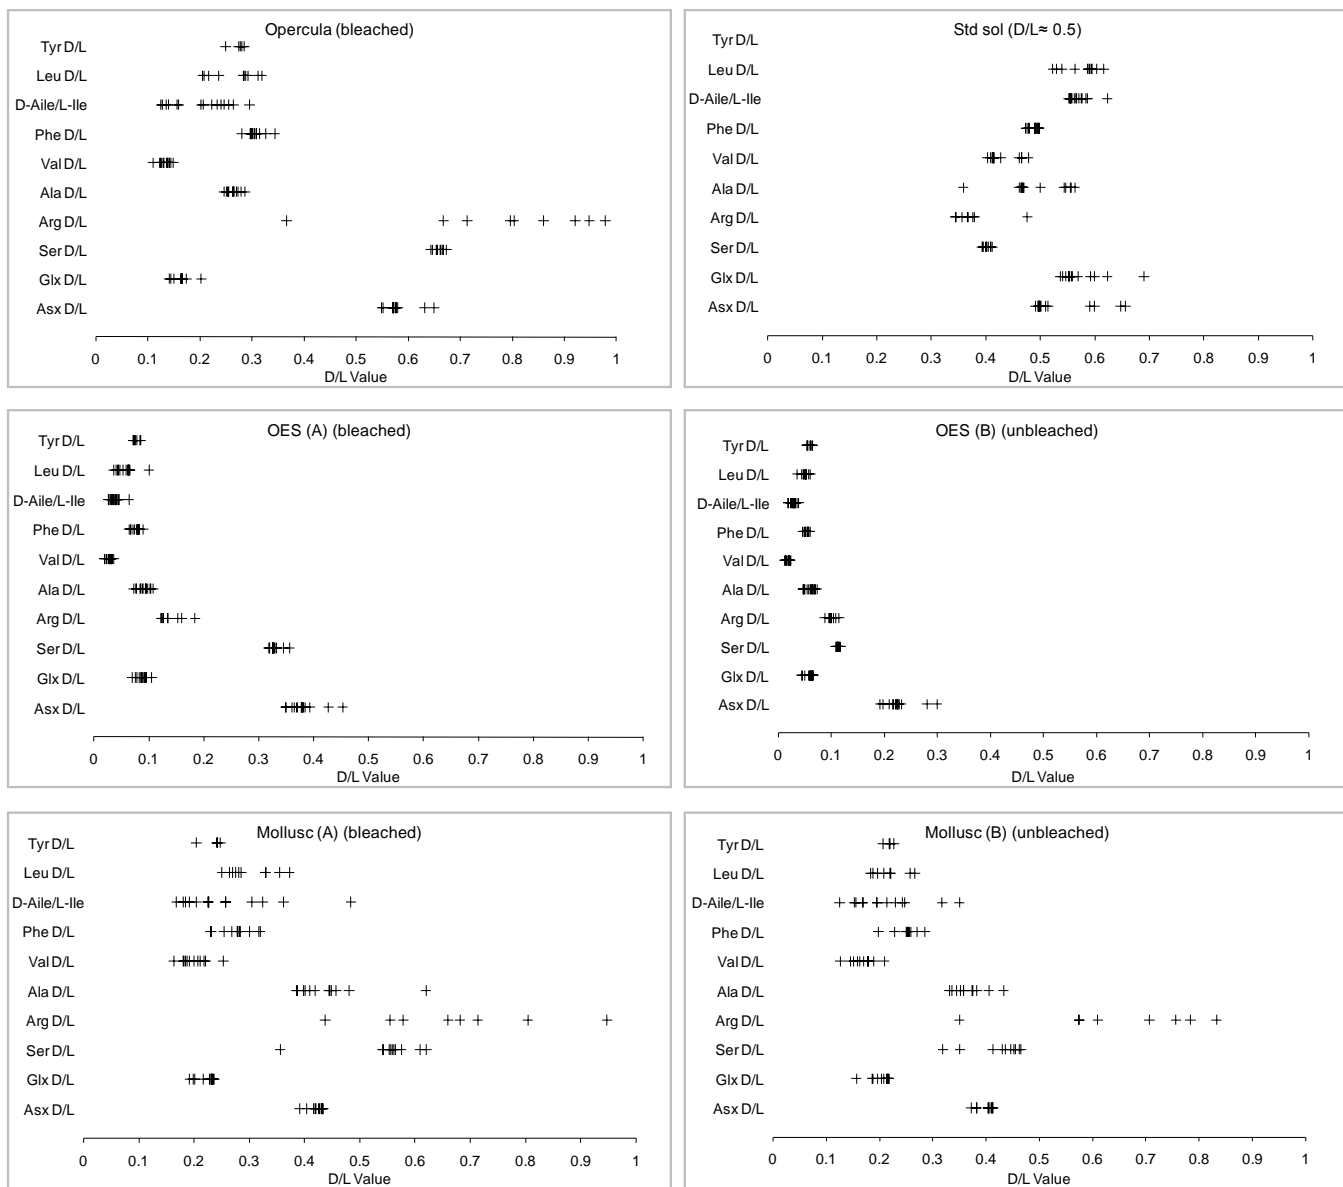 Opercula (bleached)
Tyr D/L
Leu D/L
D-Aile/L-Ile
Phe D/L
Val D/L
Ala D/L
Arg D/L
Ser D/L
Glx D/L
Asx D/L
0 0.1 0.2 0.3 0.4 0.5 0.6 0.7 0.8 0.9 1
D/L Value
Std sol (D/L≈ 0.5)
Tyr D/L
Leu D/L
D-Aile/L-Ile
Phe D/L
Val D/L
Ala D/L
Arg D/L
Ser D/L
Glx D/L
Asx D/L
0 0.1 0.2 0.3 0.4 0.5 0.6 0.7 0.8 0.9 1
D/L Value
OES (A) (bleached)
Tyr D/L
Leu D/L
D-Aile/L-Ile
Phe D/L
Val D/L
Ala D/L
Arg D/L
Ser D/L
Glx D/L
Asx D/L
0 0.1 0.2 0.3 0.4 0.5 0.6 0.7 0.8 0.9 1
D/L Value
OES (B) (unbleached)
Tyr D/L
Leu D/L
D-Aile/L-Ile
Phe D/L
Val D/L
Ala D/L
Arg D/L
Ser D/L
Glx D/L
Asx D/L
0 0.1 0.2 0.3 0.4 0.5 0.6 0.7 0.8 0.9 1
D/L Value
Mollusc (A) (bleached)
Tyr D/L
Leu D/L
D-Aile/L-Ile
Phe D/L
Val D/L
Ala D/L
Arg D/L
Ser D/L
Glx D/L
Asx D/L
0 0.1 0.2 0.3 0.4 0.5 0.6 0.7 0.8 0.9 1
D/L Value
Mollusc (B) (unbleached)
Tyr D/L
Leu D/L
D-Aile/L-Ile
Phe D/L
Val D/L
Ala D/L
Arg D/L
Ser D/L
Glx D/L
Asx D/L
0 0.1 0.2 0.3 0.4 0.5 0.6 0.7 0.8 0.9 1
D/L Value